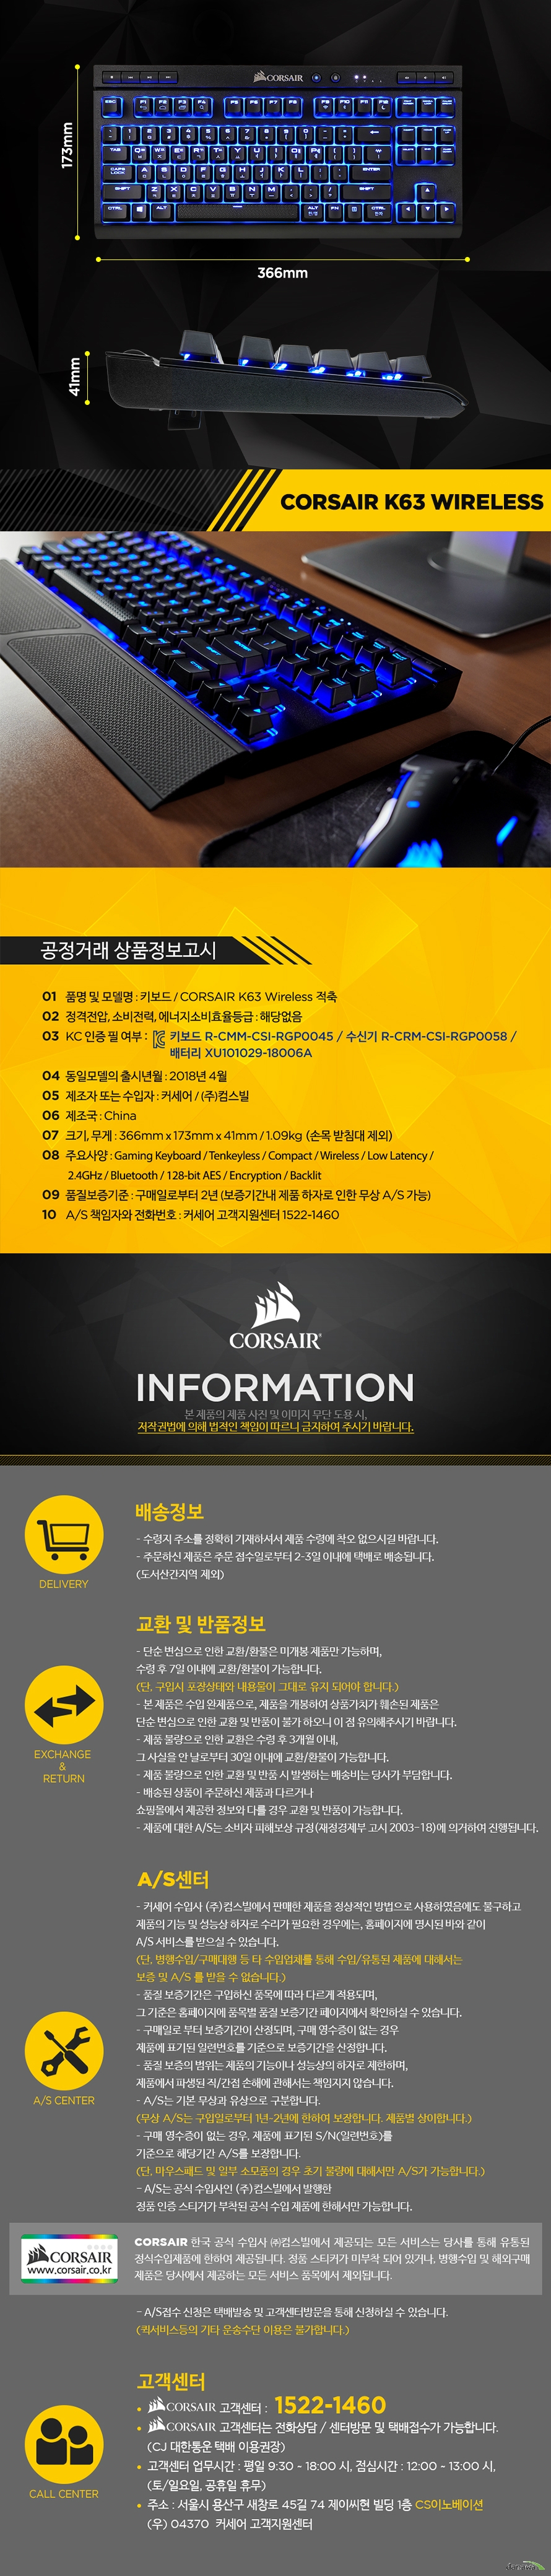 173mm
CORSAIR
366mm
41mm
CORSAIR K63 WIRELESS
공정거래 상품정보고시
01 품명 및 모델명 : 키보드 / CORSAIR K63 Wireless 적축
02 정격전압, 소비전력, 에너지소비효율등급 : 해당없음
03 KC 인증 필 여부 : 키보드 R-CMM-CSI-RGP0045 / 수신기 R-CRM-CSI-RGP0058 /
배터리 XU101029-18006A
04 동일모델의 출시년월 : 2018년 4월
05 제조자 또는 수입자 : 커세어 / (주)컴스빌
06 제조국 : China
07 크기, 무게 : 366mm x 173mm x 41mm / 1.09kg (손목 받침대 제외)
08 주요사양 : Gaming Keyboard / Tenkeyless / Compact / Wireless / Low Latency /
2.4GHz / Bluetooth / 128-bit AES / Encryption / Backlit
09 품질보증기준 : 구매일로부터 2년 (보증기간내 제품 하자로 인한 무상 A/S 가능)
10 A/S 책임자와 전화번호 : 커세어 고객지원센터 1522-1460
CORSAIR
INFORMATION
본 제품의 제품 사진 및 이미지 무단 도용 시,
저작권법에 의해 법적인 책임이 따르니 금지하여 주시기 바랍니다.
DELIVERY
배송정보
- 수령지 주소를 정확히 기재하셔서 제품 수령에 착오 없으시길 바랍니다.
- 주문하신 제품은 주문 접수일로부터 2-3일 이내에 택배로 배송됩니다.
(도서산간지역 제외)
EXCHANGE
&
RETURN
교환 및 반품정보
- 단순 변심으로 인한 교환/환불은 미개봉 제품만 가능하며,
수령 후 7일 이내에 교환/환불이 가능합니다.
(단, 구입시 포장상태와 내용물이 그대로 유지 되어야 합니다.)
- 본 제품은 수입 완제품으로, 제품을 개봉하여 상품가치가 훼손된 제품은
단순 변심으로 인한 교환 및 반품이 불가 하오니 이 점 유의해주시기 바랍니다.
- 제품 불량으로 인한 교환은 수령 후 3개월 이내,
그 사실을 안 날로부터 30일 이내에 교환/환불이 가능합니다.
- 제품 불량으로 인한 교환 및 반품 시 발생하는 배송비는 당사가 부담합니다.
- 배송된 상품이 주문하신 제품과 다르거나
쇼핑몰에서 제공한 정보와 다를 경우 교환 및 반품이 가능합니다.
- 제품에 대한 A/S는 소비자 피해보상 규정(재정경제부 고시 2003-18)에 의거하여 진행됩니다.
A/S CENTER
A/S센터
- 커세어 수입사 (주)컴스빌에서 판매한 제품을 정상적인 방법으로 사용하였음에도 불구하고
제품의 기능 및 성능상 하자로 수리가 필요한 경우에는, 홈페이지에 명시된 바와 같이
A/S 서비스를 받으실 수 있습니다.
(단, 병행수입/구매대행 등 타 수입업체를 통해 수입/유통된 제품에 대해서는
보증 및 A/S 를 받을 수 없습니다.)
- 품질 보증기간은 구입하신 품목에 따라 다르게 적용되며,
그 기준은 홈페이지에 품목별 품질 보증기간 페이지에서 확인하실 수 있습니다.
- 구매일로 부터 보증기간이 산정되며, 구매 영수증이 없는 경우
제품에 표기된 일련번호를 기준으로 보증기간을 산정합니다.
- 품질 보증의 범위는 제품의 기능이나 성능상의 하자로 제한하며,
제품에서 파생된 직/간접 손해에 관해서는 책임지지 않습니다.
- A/S는 기본 무상과 유상으로 구분합니다.
(무상 A/S는 구입일로부터 1년-2년에 한하여 보장합니다. 제품별 상이합니다.)
- 구매 영수증이 없는 경우, 제품에 표기된 S/N(일련번호)를
기준으로 해당기간 A/S를 보장합니다.
(단, 마우스패드 및 일부 소모품의 경우 초기 불량에 대해서만 A/S가 가능합니다.)
- A/S는 공식 수입사인 (주)컴스빌에서 발행한
정품 인증 스티커가 부착된 공식 수입 제품에 한해서만 가능합니다.
CORSAIR
www.corsair.co.kr
CORSAIR 한국 공식 수입사 ㈜컴스빌에서 제공되는 모든 서비스는 당사를 통해 유통된
정식수입제품에 한하여 제공됩니다. 정품 스티커가 미부착 되어 있거나, 병행수입 및 해외구매
제품은 당사에서 제공하는 모든 서비스 품목에서 제외됩니다.
- A/S접수 신청은 택배발송 및 고객센터방문을 통해 신청하실 수 있습니다.
(퀵서비스등의 기타 운송수단 이용은 불가합니다.)
CALL CENTER
고객센터
• CORSAIR 고객센터 : 1522-1460
• CORSAIR 고객센터는 전화상담 / 센터방문 및 택배접수가 가능합니다.
(CJ 대한통운 택배 이용권장)
• 고객센터 업무시간 : 평일 9:30 ~ 18:00 시, 점심시간 : 12:00 ~ 13:00 시,
(토/일요일, 공휴일 휴무)
• 주소 : 서울시 용산구 새창로 45길 74 제이씨현 빌딩 1층 CS이노베이션
(우) 04370 커세어 고객지원센터